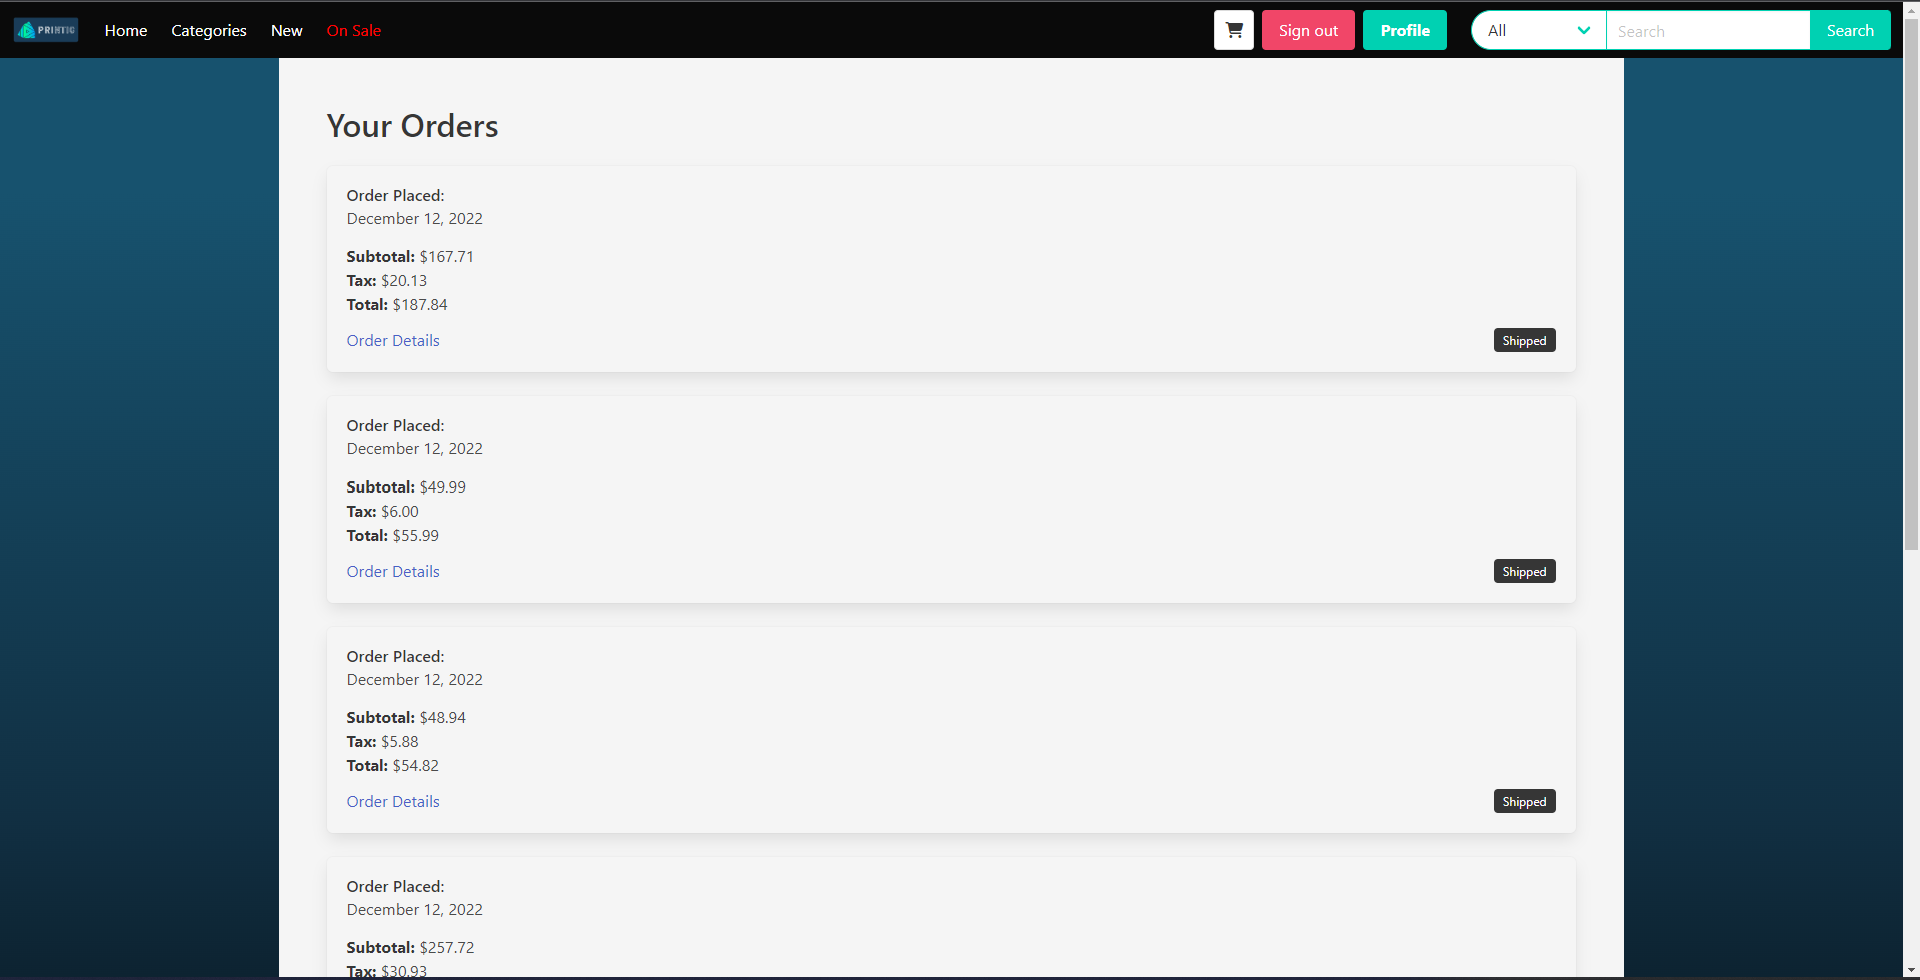 PRINTIC
Home Categories New On Sale
Sign out Profile All Search Search
Your Orders
Order Placed:
December 12, 2022
Subtotal: $167.71
Tax: $20.13
Total: $187.84
Order Details Shipped
Order Placed:
December 12, 2022
Subtotal: $49.99
Tax: $6.00
Total: $55.99
Order Details Shipped
Order Placed:
December 12, 2022
Subtotal: $48.94
Tax: $5.88
Total: $54.82
Order Details Shipped
Order Placed:
December 12, 2022
Subtotal: $257.72
Tax: $30.93